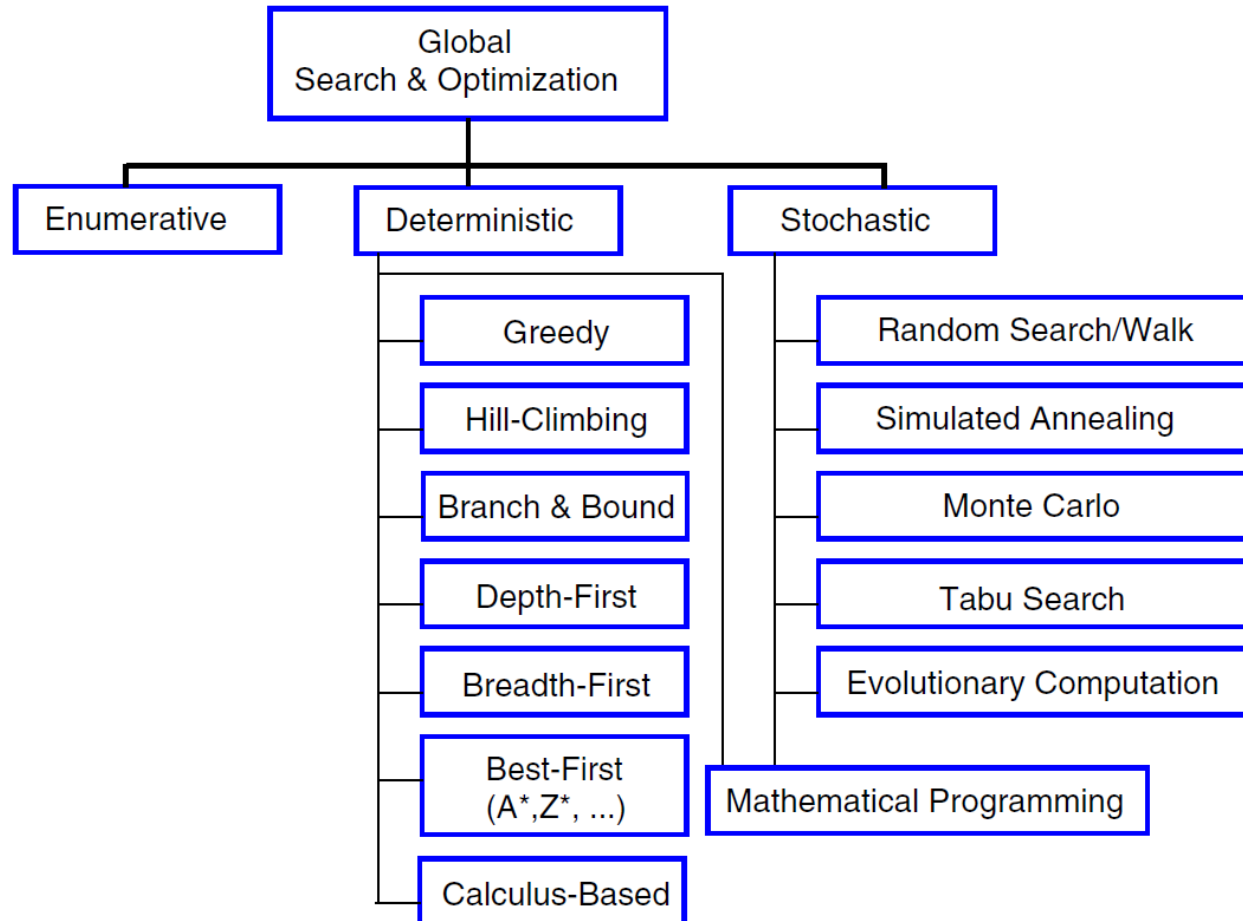 Global
Search & Optimization
Enumerative
Deterministic
Stochastic
Greedy
Hill-Climbing
Branch & Bound
Depth-First
Breadth-First
Best-First
(A*,Z*, ...)
Calculus-Based
Random Search/Walk
Simulated Annealing
Monte Carlo
Tabu Search
Evolutionary Computation
Mathematical Programming